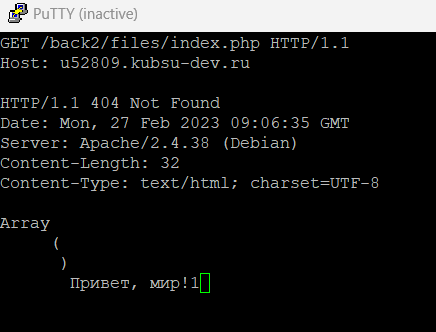 PuTTY (inactive)
GET /back2/files/index.php HTTP/1.1
Host: u52809.kubsu-dev.ru
HTTP/1.1 404 Not Found
Date: Mon, 27 Feb 2023 09:06:35 GMT
Server: Apache/2.4.38 (Debian)
Content-Length: 32
Content-Type: text/html; charset=UTF-8
Array
(
)
Привет, мир!1